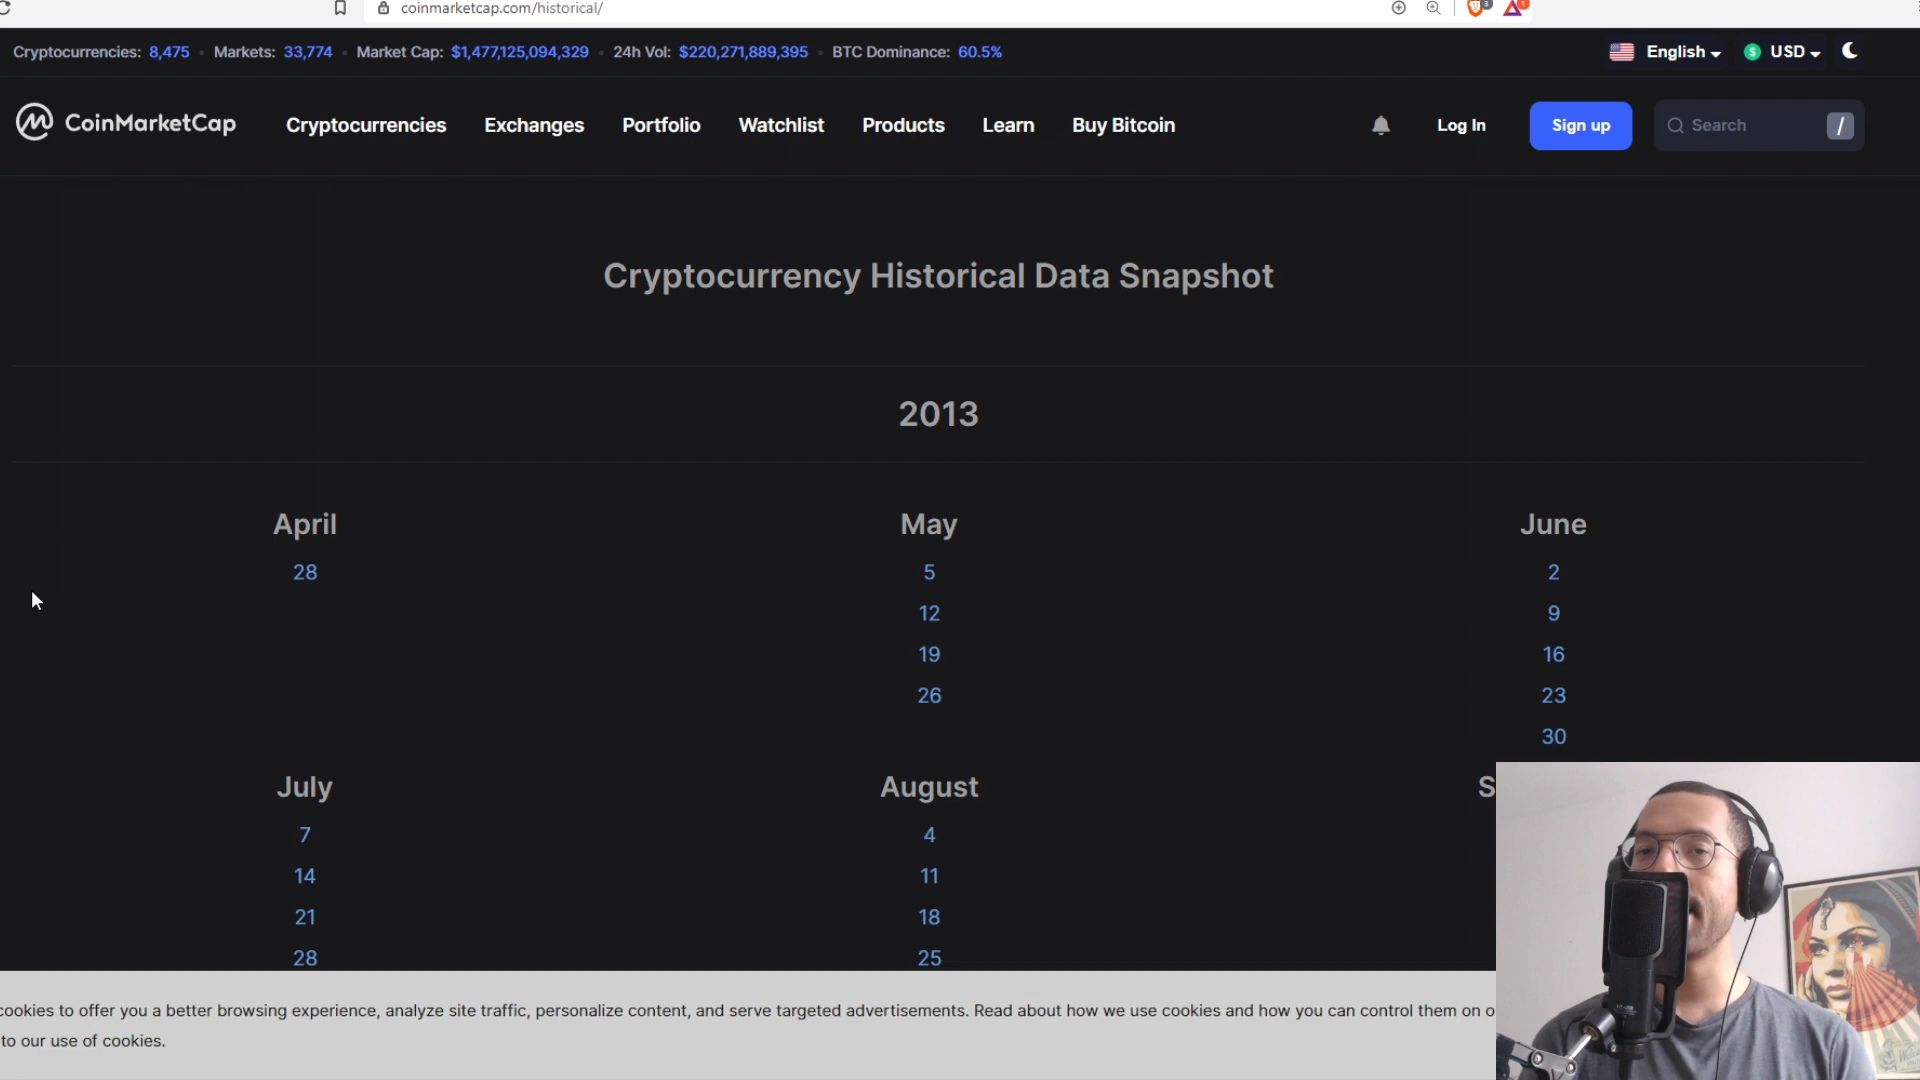 coinmarketcap.com/historical/
Cryptocurrencies: 8,475 • Markets: 33,774 • Market Cap: $1,477,125,094,329 • 24h Vol: $220,271,889,395 • BTC Dominance: 60.5% English USD
CoinMarketCap Cryptocurrencies Exchanges Portfolio Watchlist Products Learn Buy Bitcoin Log In Sign up Search /
Cryptocurrency Historical Data Snapshot
2013
April May June
28 5 2
12 9
19 16
26 23
30
July August S
7 4
14 11
21 18
28 25
cookies to offer you a better browsing experience, analyze site traffic, personalize content, and serve targeted advertisements. Read about how we use cookies and how you can control them on o
to our use of cookies.